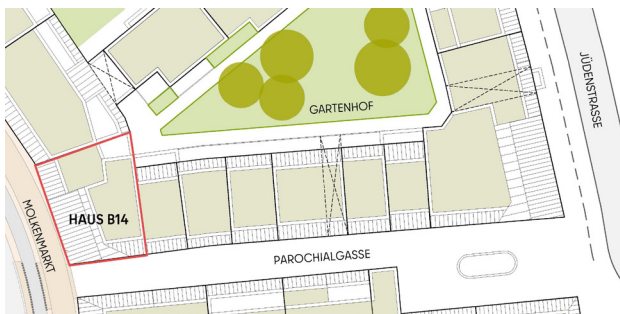 GARTENHOF
JÜDENSTRASSE
HAUS B14
MOLKENMARKT
PAROCHIALGASSE